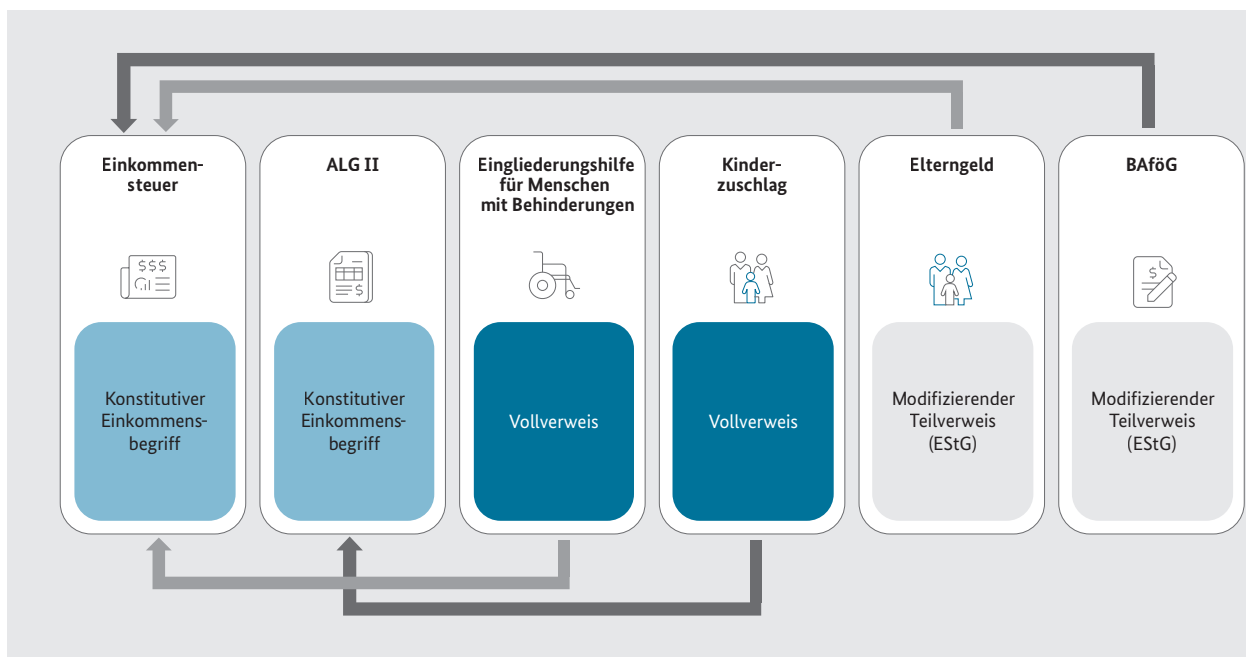 Einkommen-
steuer
$$$
Konstitutiver
Einkommens-
begriff
ALG II
$
Konstitutiver
Einkommens-
begriff
Eingliederungshilfe
für Menschen
mit Behinderungen
Vollverweis
Kinder-
zuschlag
Vollverweis
Elterngeld
Modifizierender
Teilverweis
(EStG)
BAföG
$
Modifizierender
Teilverweis
(EStG)